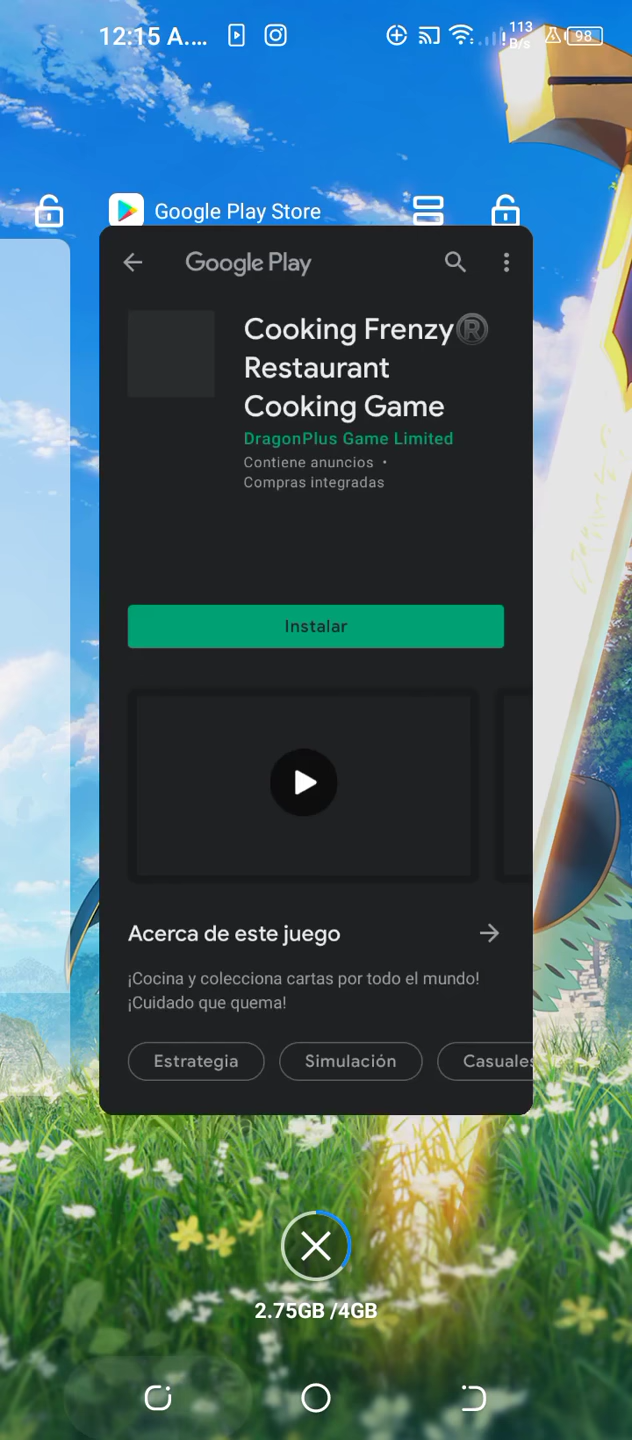 12:15 A....
113
B/s
98
Google Play Store
Google Play
Cooking Frenzy®
Restaurant
Cooking Game
DragonPlus Game Limited
Contiene anuncios •
Compras integradas
Instalar
Acerca de este juego
¡Cocina y colecciona cartas por todo el mundo!
¡Cuidado que quema!
Estrategia
Simulación
Casuales
2.75GB /4GB